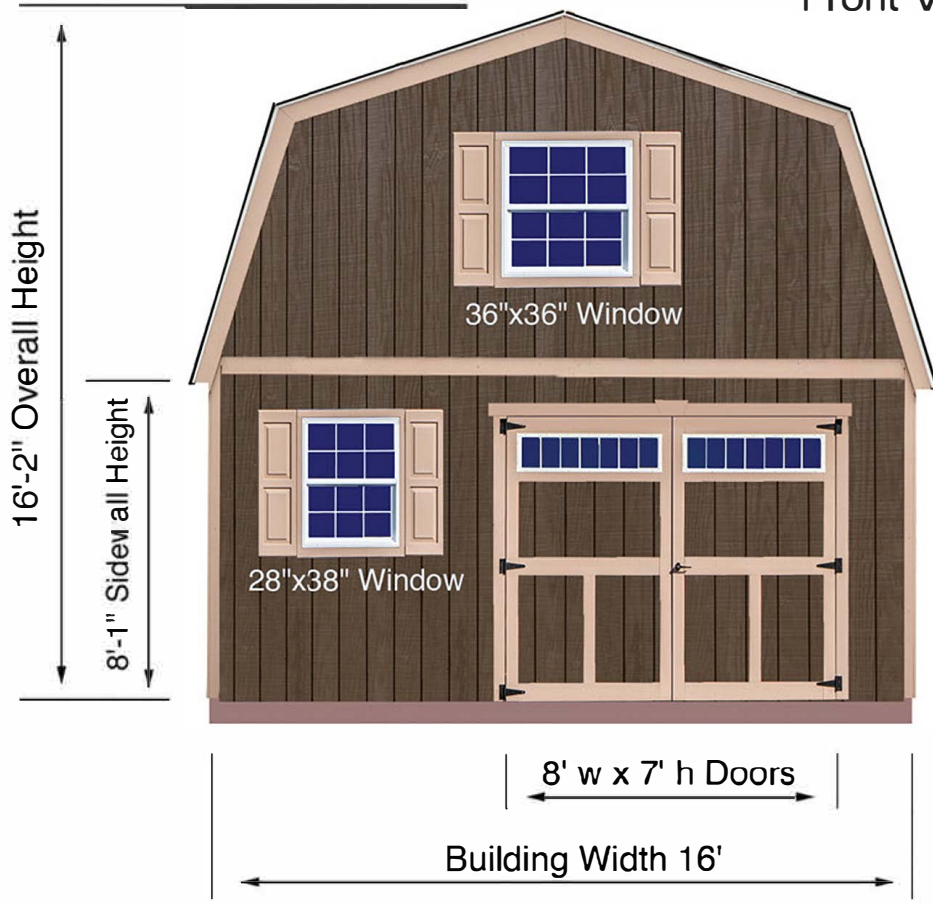 Front V
16'-2" Overall Height
36"x36" Window
8'-1" Sidewall Height
28"x38" Window
8' w x 7' h Doors
Building Width 16'